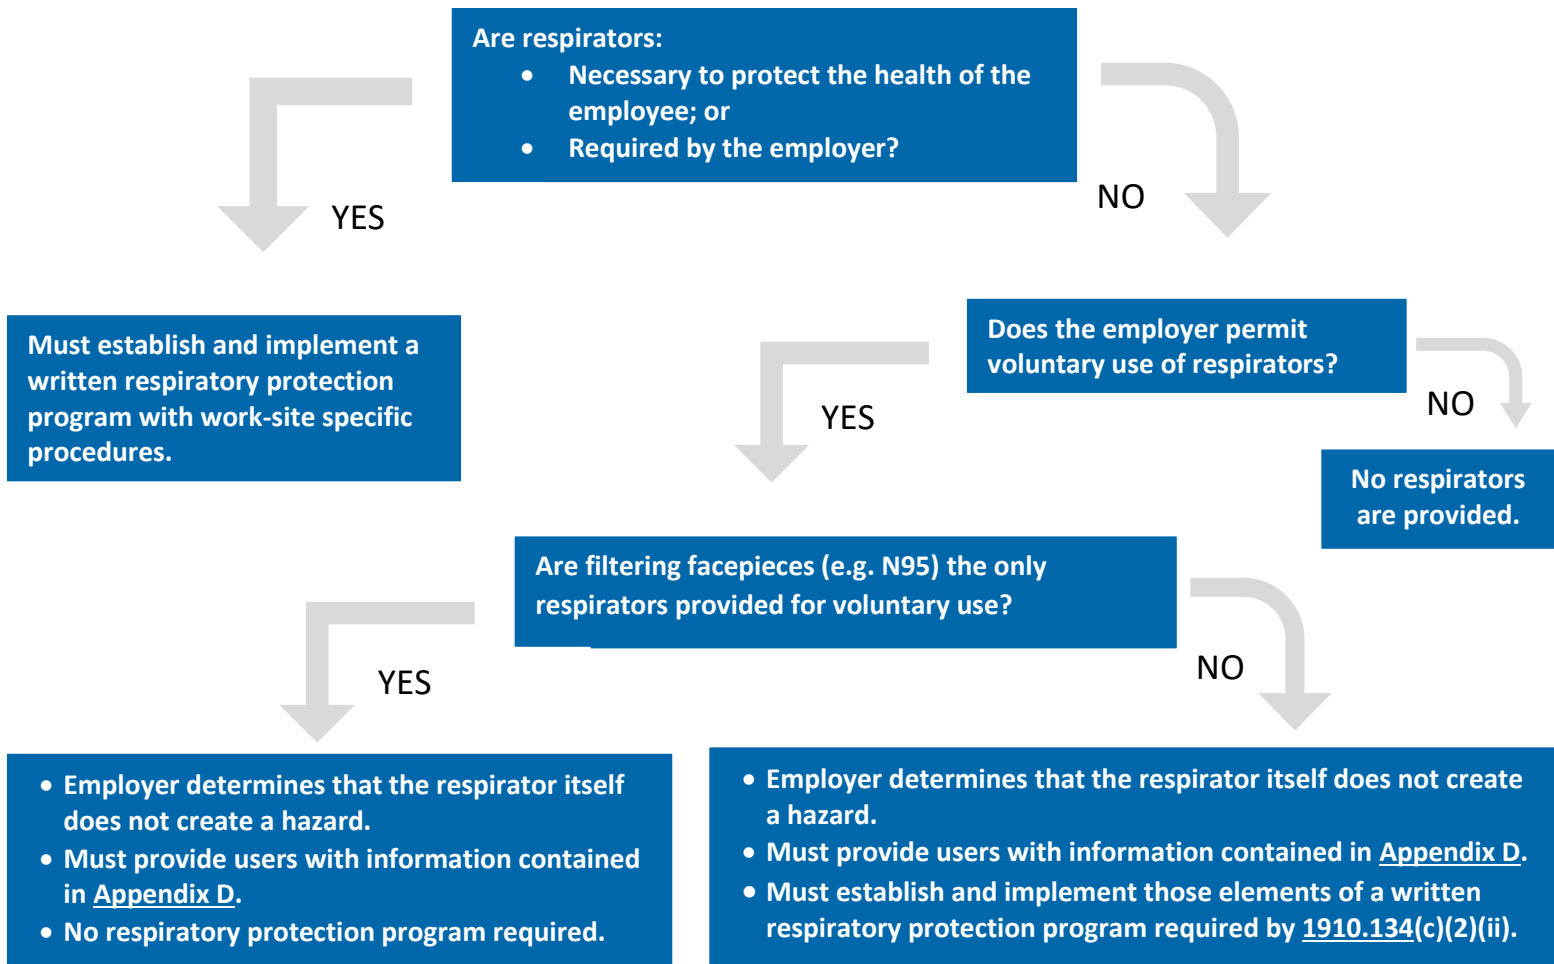 Are respirators:
• Necessary to protect the health of the
employee; or
• Required by the employer?
YES
NO
Must establish and implement a
written respiratory protection
program with work-site specific
procedures.
Does the employer permit
voluntary use of respirators?
YES
NO
No respirators
are provided.
Are filtering facepieces (e.g. N95) the only
respirators provided for voluntary use?
YES
NO
• Employer determines that the respirator itself
does not create a hazard.
• Must provide users with information contained
in Appendix D.
• No respiratory protection program required.
• Employer determines that the respirator itself does not create
a hazard.
• Must provide users with information contained in Appendix D.
• Must establish and implement those elements of a written
respiratory protection program required by 1910.134(c)(2)(ii).